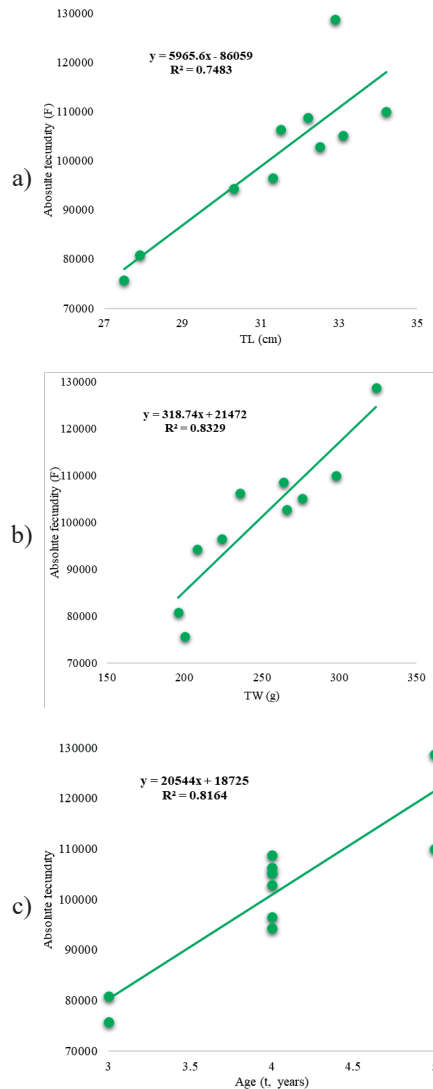 a)
Abosulte fecundity (F)
130000
120000
110000
100000
90000
80000
70000
y = 5965.6x - 86059
R² = 0.7483
27 29 31 33 35
TL (cm)
b)
Absolute fecundity (F)
130000
120000
110000
100000
90000
80000
70000
y = 318.74x + 21472
R² = 0.8329
150 200 250 300 350
TW (g)
c)
Absolute fecundity
130000
120000
110000
100000
90000
80000
70000
y = 20544x + 18725
R² = 0.8164
3 3.5 4 4.5
Age (t, years)